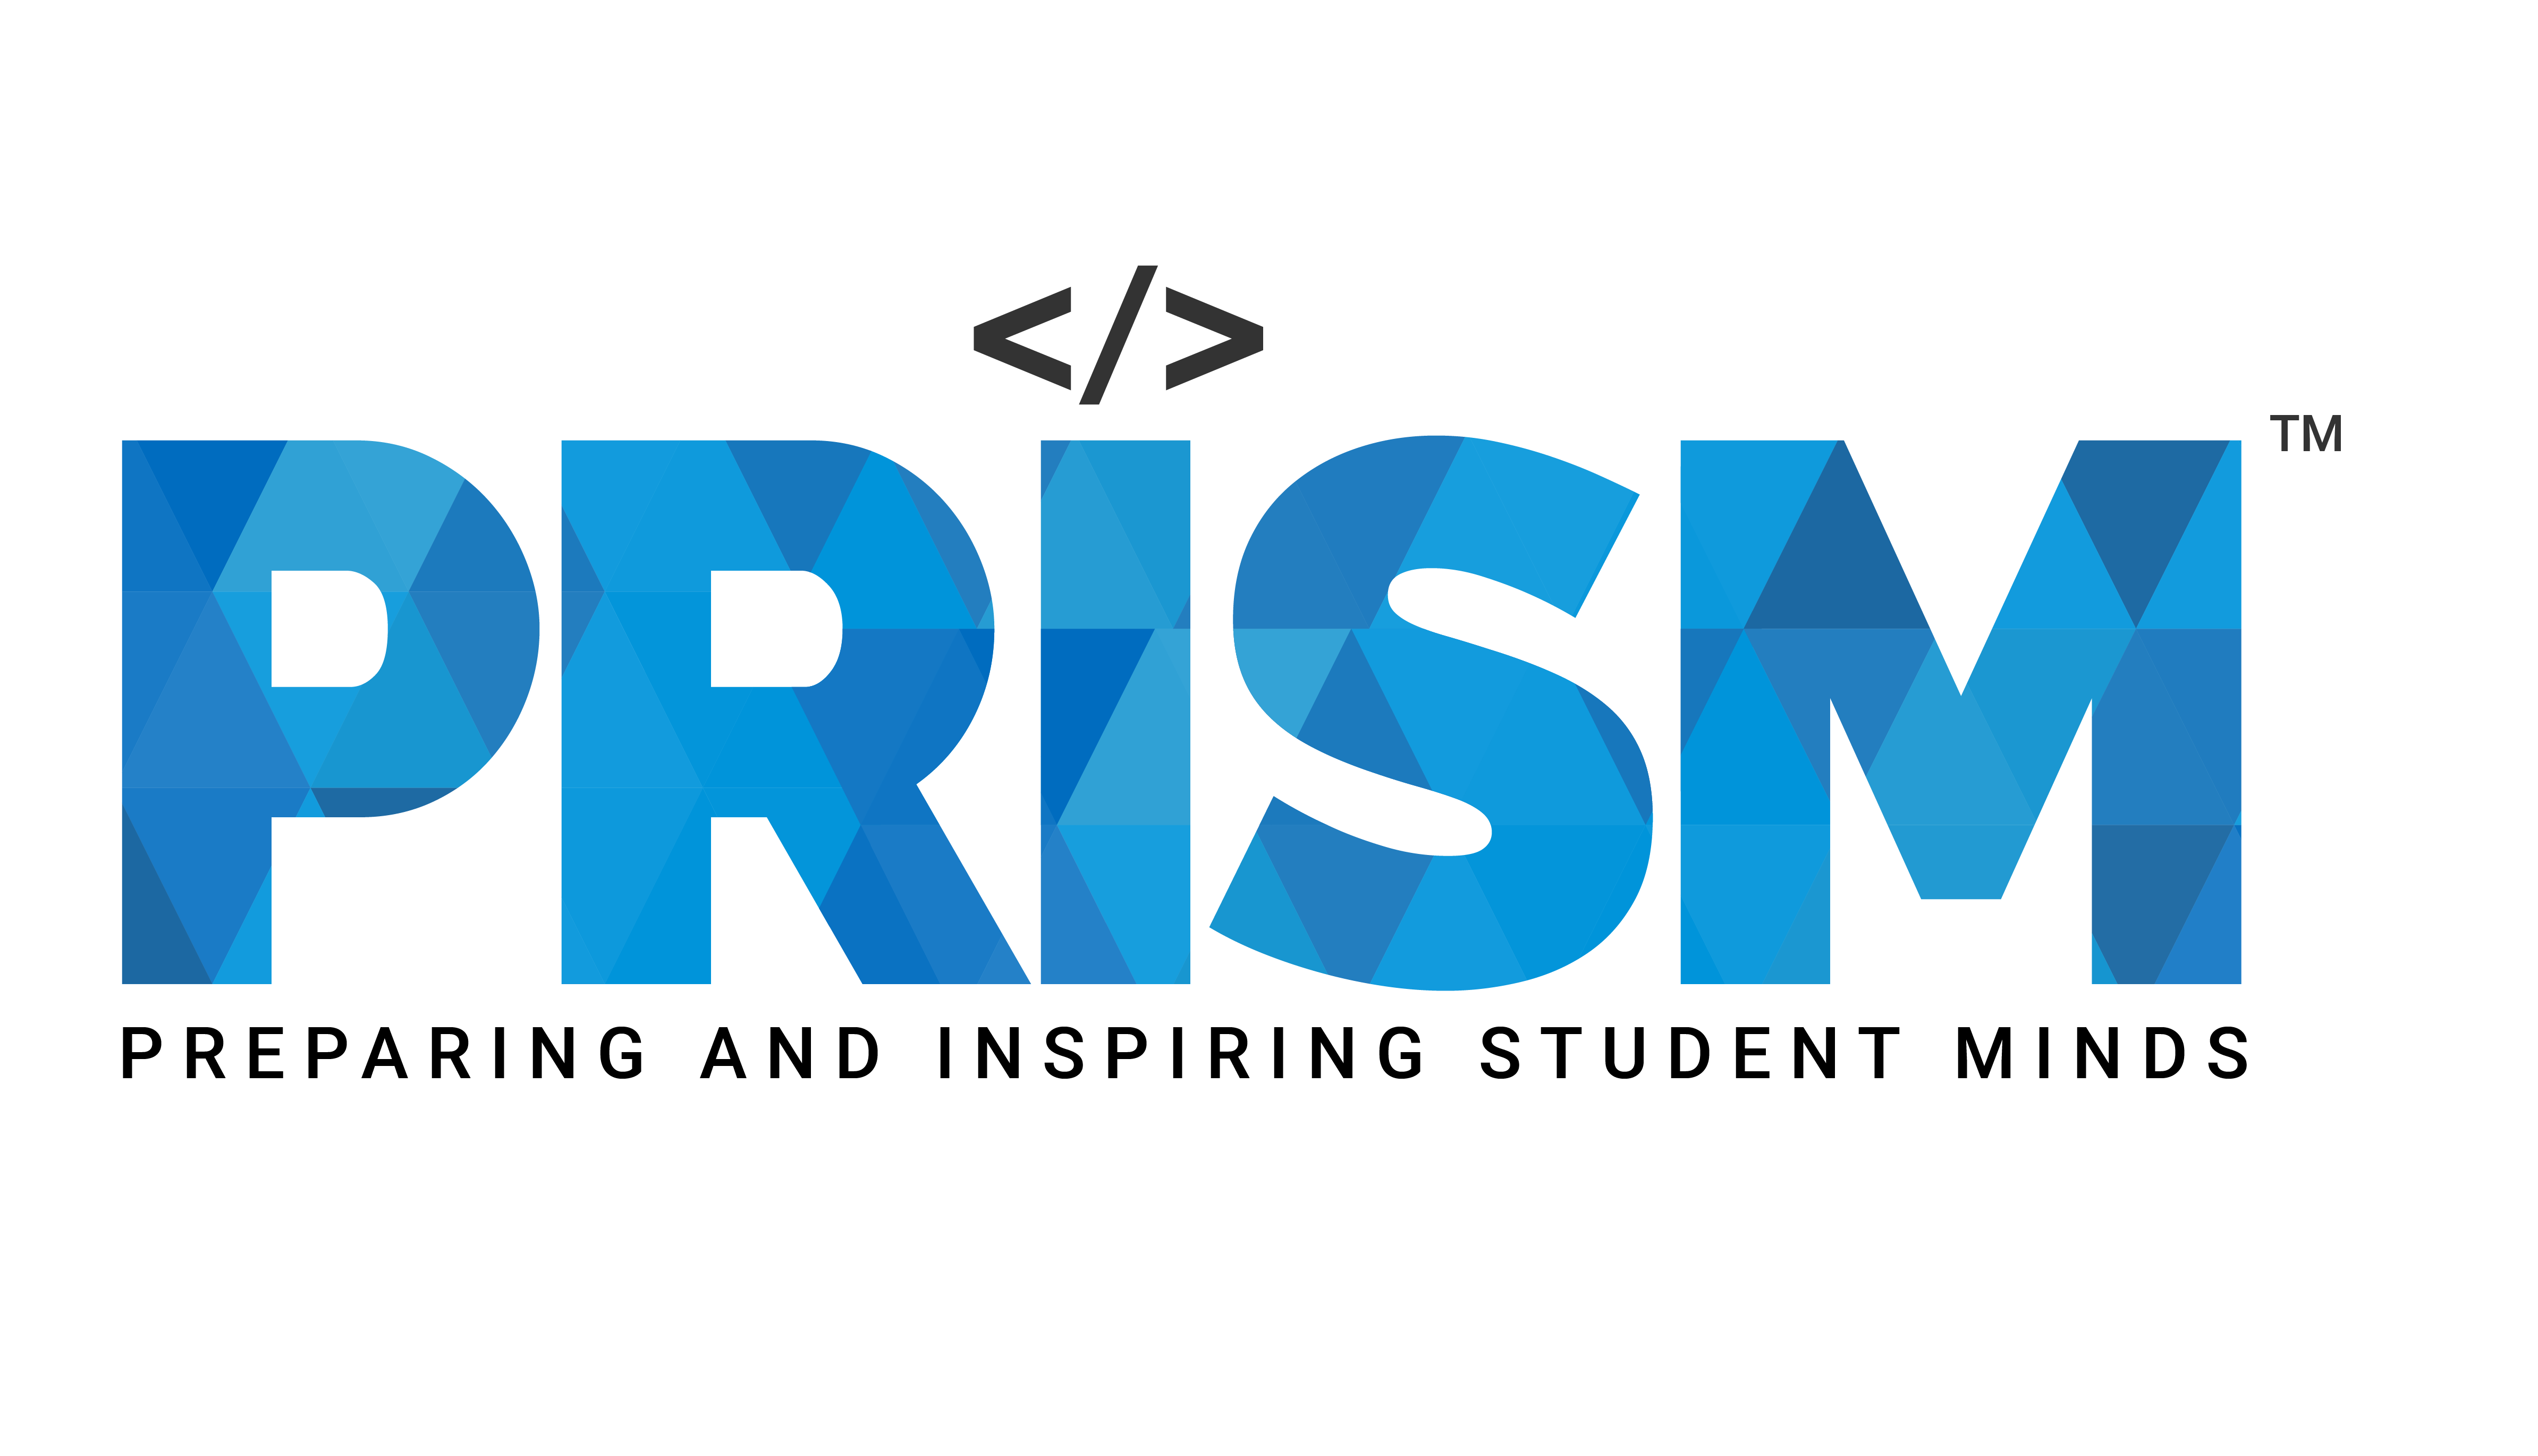 </>
PRISM™
PREPARING AND INSPIRING STUDENT MINDS